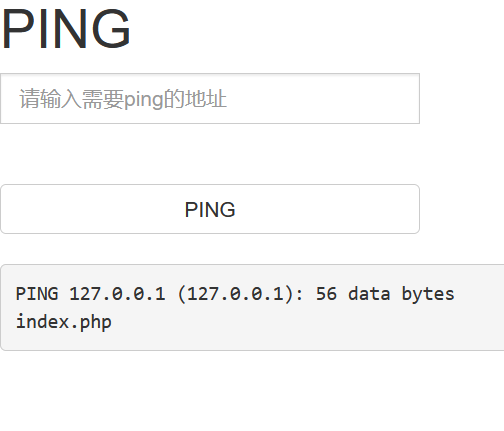 PING
请输入需要ping的地址
PING
PING 127.0.0.1 (127.0.0.1): 56 data bytes
index.php